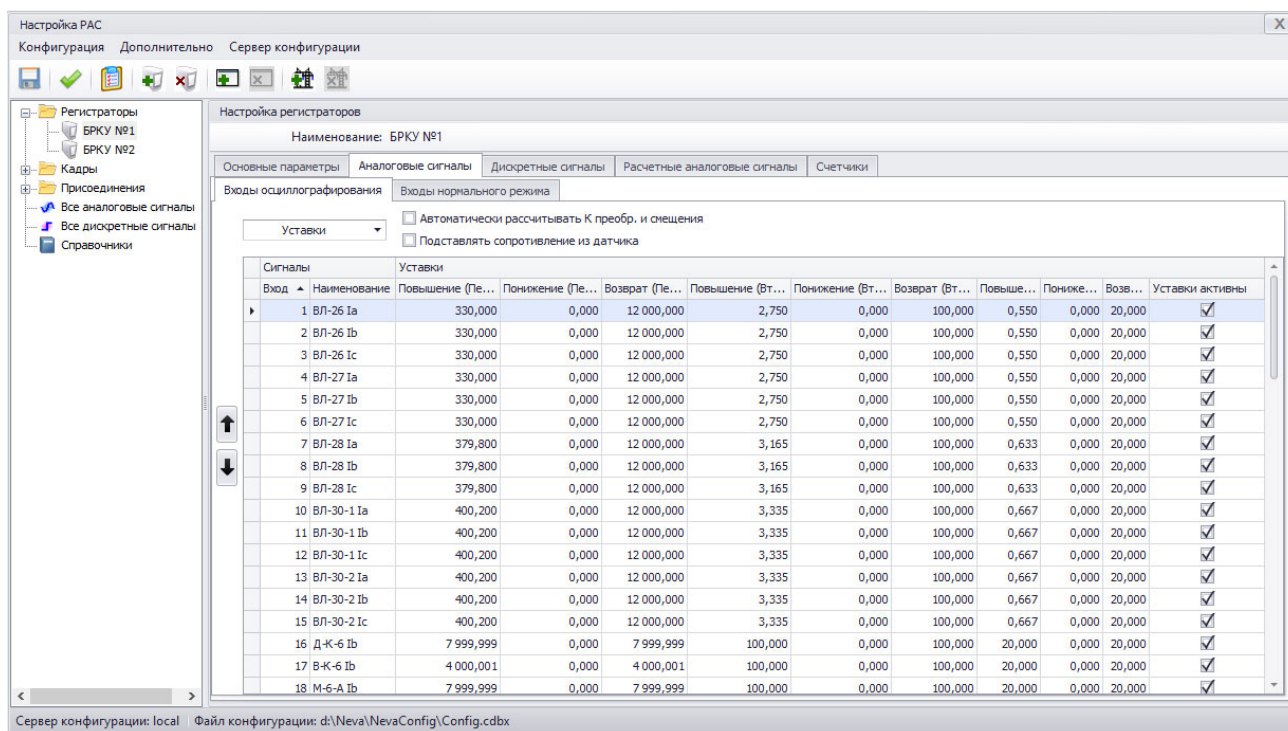 Настройка РАС
X
Конфигурация Дополнительно Сервер конфигурации
Регистраторы
БРКУ №1
БРКУ №2
Кадры
Присоединения
Все аналоговые сигналы
Все дискретные сигналы
Справочники
Настройка регистраторов
Наименование: БРКУ №1
Основные параметры Аналоговые сигналы Дискретные сигналы Расчетные аналоговые сигналы Счетчики
Входы осциллографирования Входы нормального режима
Уставки
Автоматически рассчитывать К преобр. и смещения
Подставлять сопротивление из датчика
Сигналы Уставки
Вход Наименование Повышение (Пе... Понижение (Пе... Возврат (Пе... Повышение (Вт... Понижение (Вт... Возврат (Вт... Повыше... Пониже... Возв... Уставки активны
1 ВЛ-26 Ia 330,000 0,000 12 000,000 2,750 0,000 100,000 0,550 0,000 20,000
2 ВЛ-26 Ib 330,000 0,000 12 000,000 2,750 0,000 100,000 0,550 0,000 20,000
3 ВЛ-26 Ic 330,000 0,000 12 000,000 2,750 0,000 100,000 0,550 0,000 20,000
4 ВЛ-27 Ia 330,000 0,000 12 000,000 2,750 0,000 100,000 0,550 0,000 20,000
5 ВЛ-27 Ib 330,000 0,000 12 000,000 2,750 0,000 100,000 0,550 0,000 20,000
6 ВЛ-27 Ic 330,000 0,000 12 000,000 2,750 0,000 100,000 0,550 0,000 20,000
7 ВЛ-28 Ia 379,800 0,000 12 000,000 3,165 0,000 100,000 0,633 0,000 20,000
8 ВЛ-28 Ib 379,800 0,000 12 000,000 3,165 0,000 100,000 0,633 0,000 20,000
9 ВЛ-28 Ic 379,800 0,000 12 000,000 3,165 0,000 100,000 0,633 0,000 20,000
10 ВЛ-30-1 Ia 400,200 0,000 12 000,000 3,335 0,000 100,000 0,667 0,000 20,000
11 ВЛ-30-1 Ib 400,200 0,000 12 000,000 3,335 0,000 100,000 0,667 0,000 20,000
12 ВЛ-30-1 Ic 400,200 0,000 12 000,000 3,335 0,000 100,000 0,667 0,000 20,000
13 ВЛ-30-2 Ia 400,200 0,000 12 000,000 3,335 0,000 100,000 0,667 0,000 20,000
14 ВЛ-30-2 Ib 400,200 0,000 12 000,000 3,335 0,000 100,000 0,667 0,000 20,000
15 ВЛ-30-2 Ic 400,200 0,000 12 000,000 3,335 0,000 100,000 0,667 0,000 20,000
16 Д-К-6 Ib 7 999,999 0,000 7 999,999 100,000 0,000 100,000 20,000 0,000 20,000
17 В-К-6 Ib 4 000,001 0,000 4 000,001 100,000 0,000 100,000 20,000 0,000 20,000
18 М-6-А Ib 7 999,999 0,000 7 999,999 100,000 0,000 100,000 20,000 0,000 20,000
Сервер конфигурации: local Файл конфигурации: d:\Neva\NevaConfig\Config.cdbx